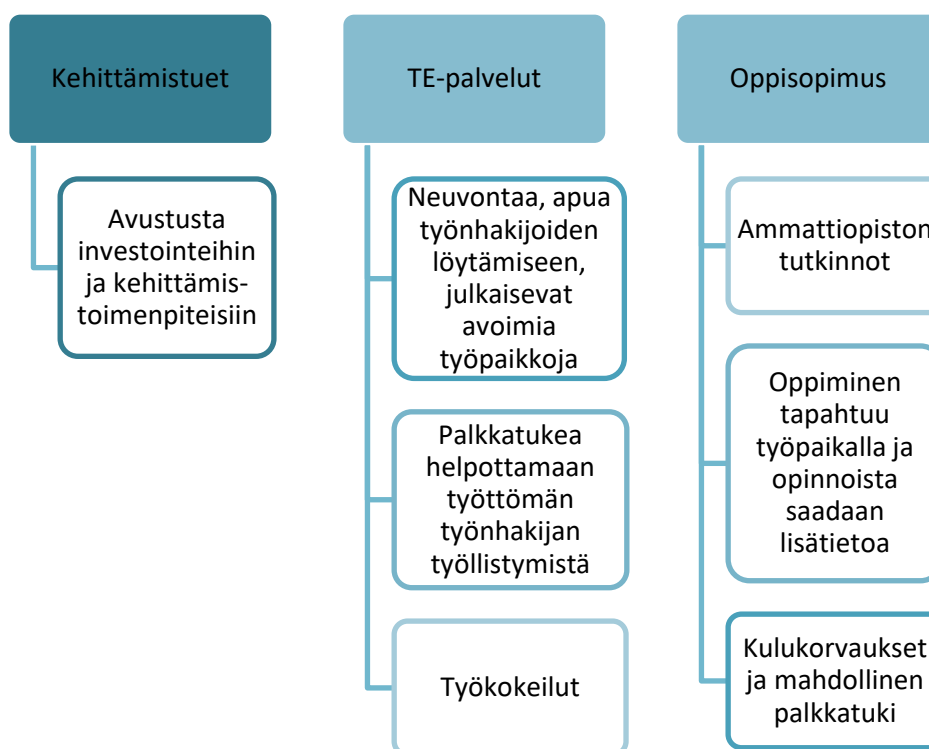 Kehittämistuet
Avustusta
investointeihin
ja kehittämis-
toimenpiteisiin
TE-palvelut
Neuvontaa, apua
työnhakijoiden
löytämiseen,
julkaisevat
avoimia
työpaikkoja
Palkkatukea
helpottamaan
työttömän
työnhakijan
työllistymistä
Työkokeilut
Oppisopimus
Ammattiopiston
tutkinnot
Oppiminen
tapahtuu
työpaikalla ja
opinnoista
saadaan
lisätietoa
Kulukorvaukset
ja mahdollinen
palkkatuki